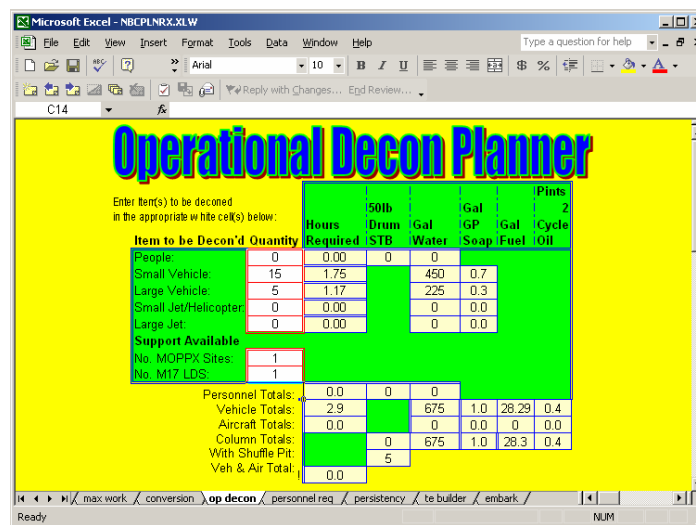 Microsoft Excel - NBCPLNRX.XLW
File Edit View Insert Format Tools Data Window Help Type a question for help
Arial 10 B I U $ %
Reply with Changes... End Review...
C14 fx
Operational Decon Planner
Enter Item(s) to be deconed
in the appropriate white cell(s) below:
Pints
50lb Gal 2
Hours Drum Gal GP Gal Cycle
Item to be Decon'd Quantity Required STB Water Soap Fuel Oil
People: 0 0.00 0 0
Small Vehicle: 15 1.75 450 0.7
Large Vehicle: 5 1.17 225 0.3
Small Jet/Helicopter: 0 0.00 0 0.0
Large Jet: 0 0.00 0 0.0
Support Available
No. MOPPX Sites: 1
No. M17 LDS: 1
Personnel Totals: 0.0 0 0
Vehicle Totals: 2.9 675 1.0 28.29 0.4
Aircraft Totals: 0.0 0 0.0 0 0.0
Column Totals: 0 675 1.0 28.3 0.4
With Shuffle Pit: 5
Veh & Air Total: ! 0.0
max work conversion op decon personnel req persistency te builder embark
Ready NUM